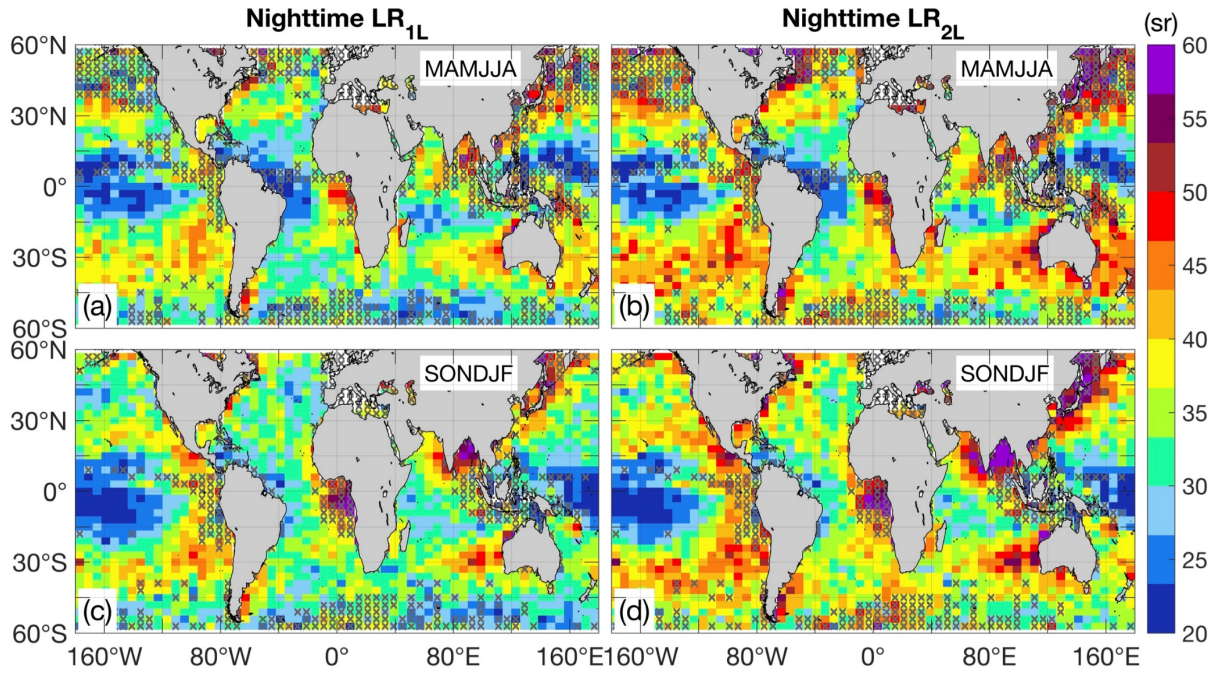 Nighttime LR1L
Nighttime LR2L
(sr)
60°N
30°N
0°
30°S
60°S
MAMJJA
MAMJJA
(a)
(b)
60
55
50
45
40
35
30
25
20
60°N
30°N
0°
30°S
60°S
SONDJF
SONDJF
(c)
(d)
160°W
80°W
0°
80°E
160°E
160°W
80°W
0°
80°E
160°E